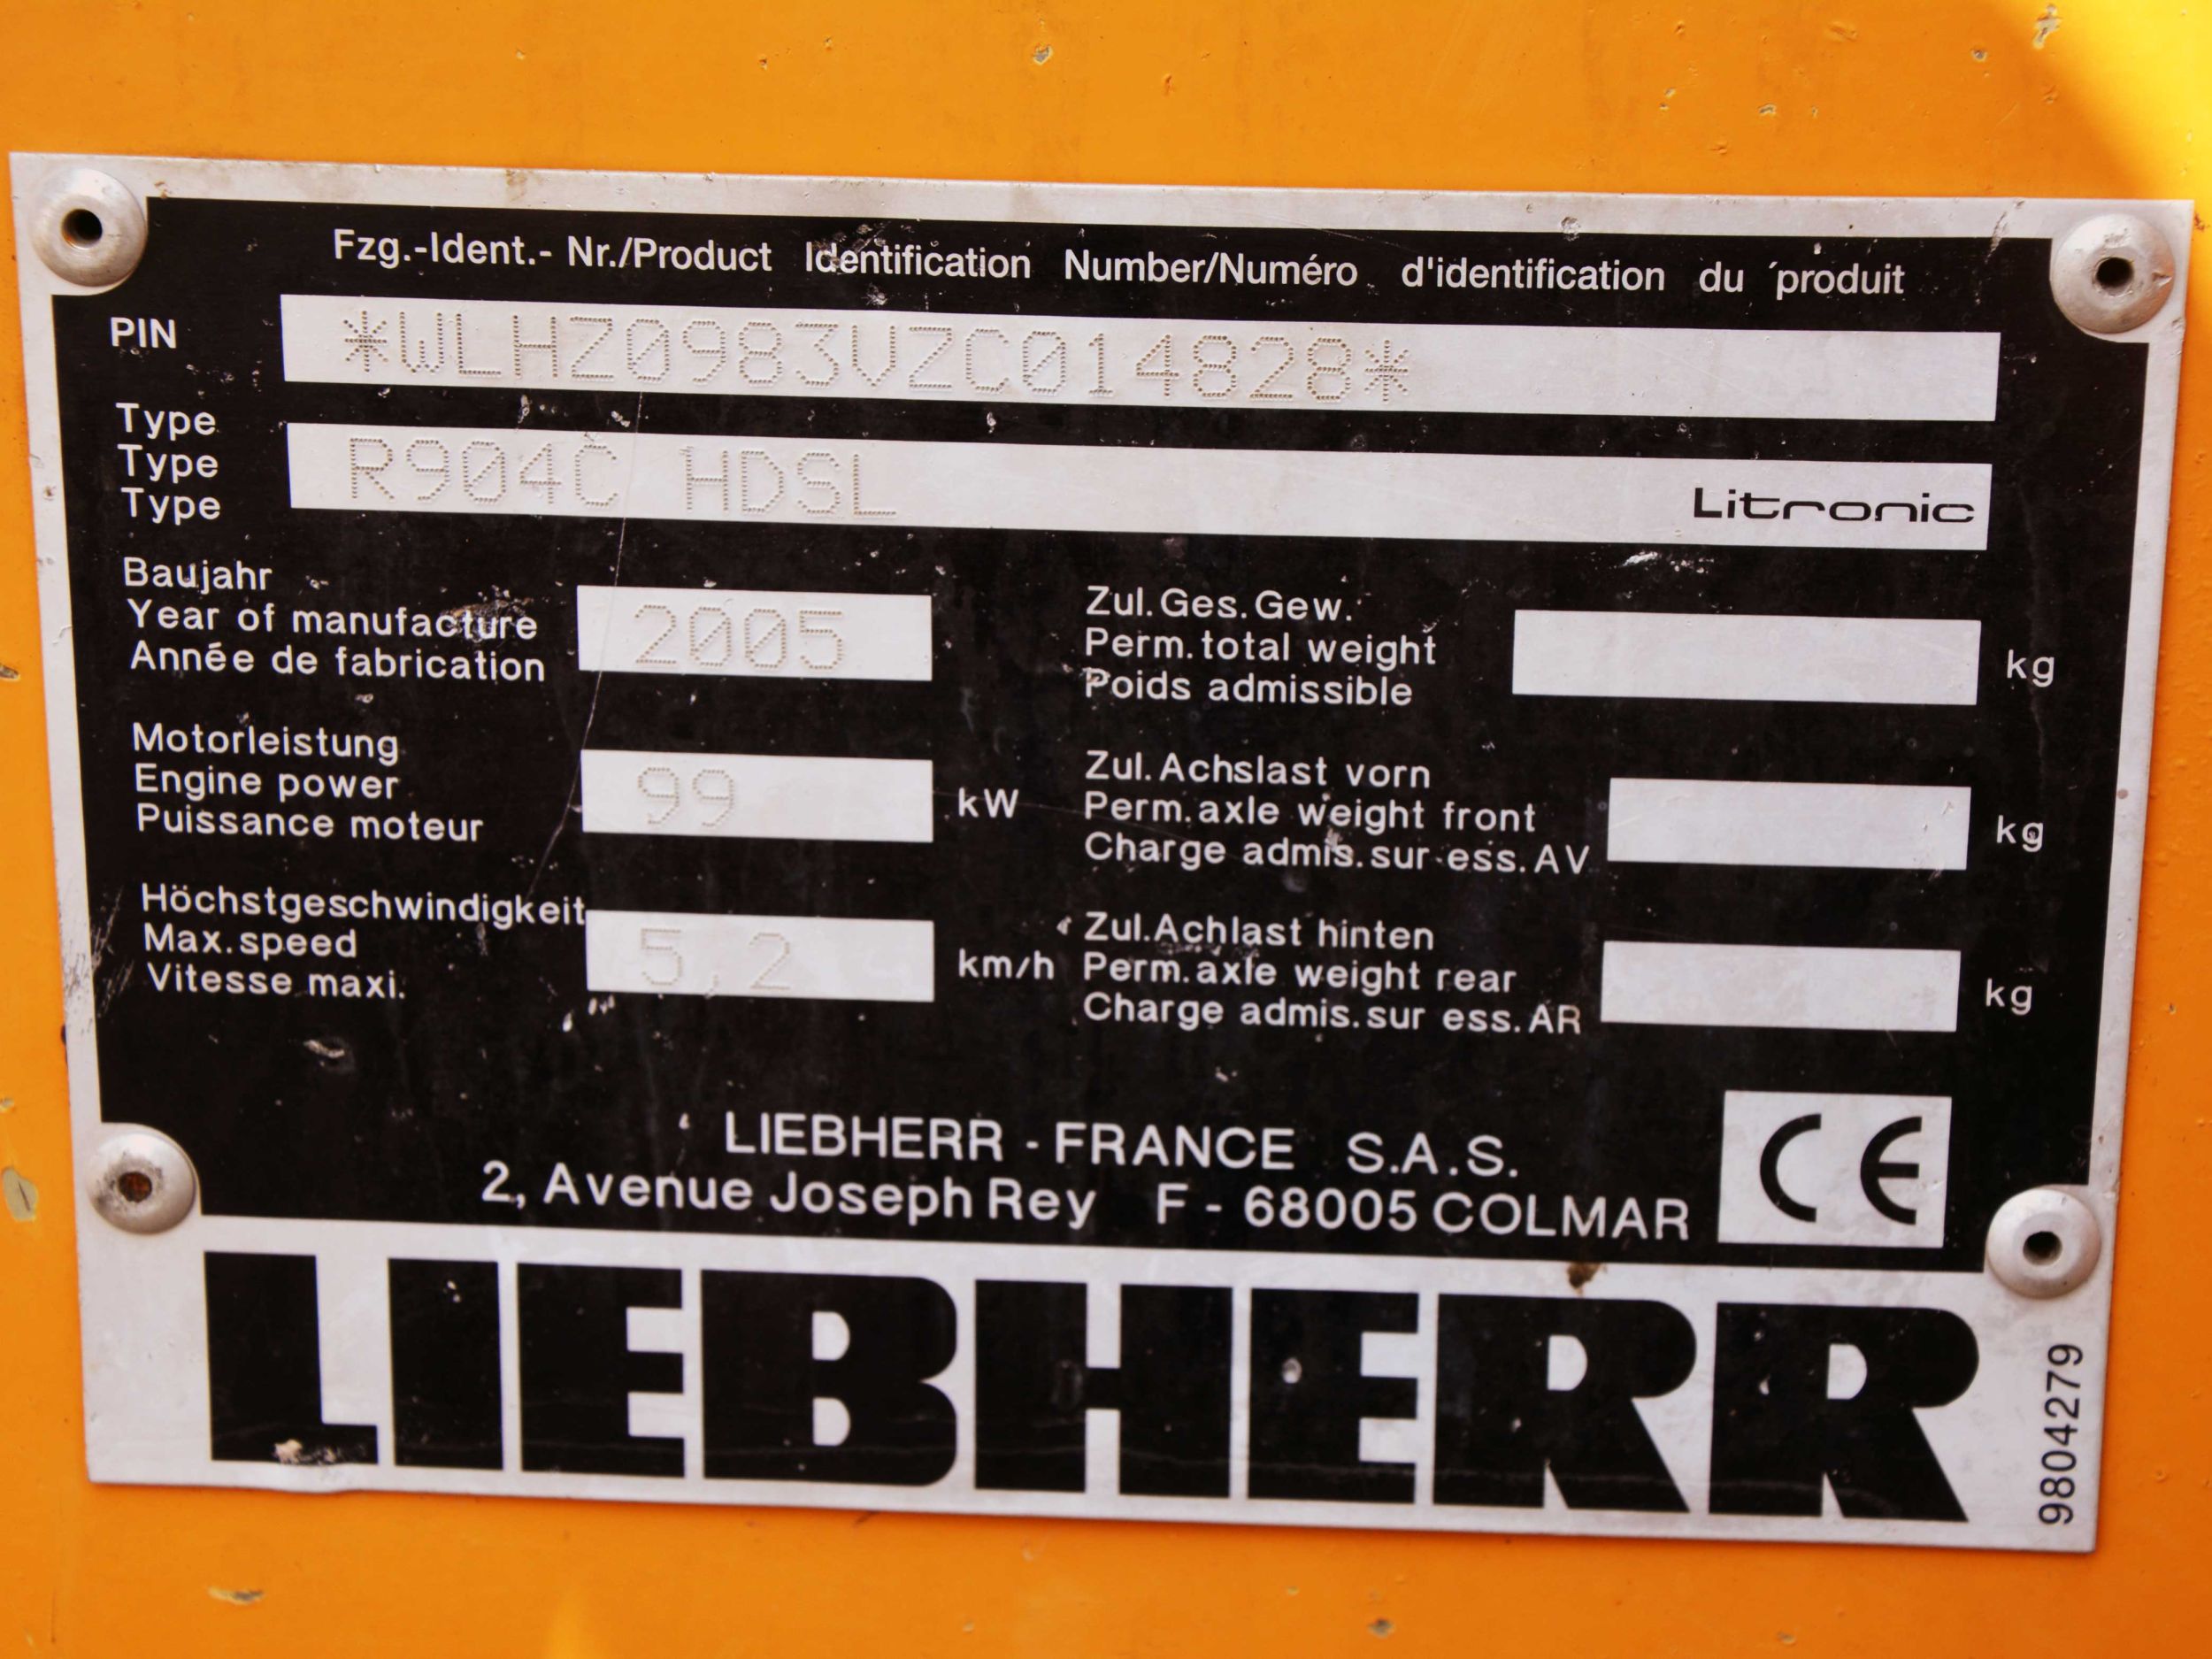 Fzg.-Ident.- Nr./Product Identification Number/Numéro d'identification du produit
PIN *WLHZ0983VZC014828*
Type
Type R904C HDSL Litronic
Type
Baujahr
Year of manufacture 2005
Année de fabrication
Zul.Ges.Gew.
Perm.total weight kg
Poids admissible
Motorleistung
Engine power 99 kW
Puissance moteur
Zul.Achslast vorn
Perm.axle weight front kg
Charge admis.sur ess.AV
Höchstgeschwindigkeit
Max.speed 5,2 km/h
Vitesse maxi.
Zul.Achlast hinten
Perm.axle weight rear kg
Charge admis.sur ess.AR
LIEBHERR - FRANCE S.A.S.
2, Avenue Joseph Rey F - 68005 COLMAR
CE
LIEBHERR
9804279